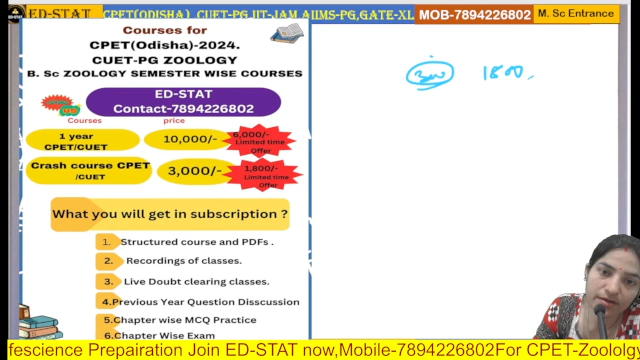 ED-STAT
CPET(ODISHA) CUET-PG,IIT-JAM,AIIMS-PG,GATE-XL
MOB-7894226802
M. Sc Entrance
Courses for
CPET(Odisha)-2024.
CUET-PG ZOOLOGY
B. Sc ZOOLOGY SEMESTER WISE COURSES
ED-STAT
Contact-7894226802
Courses price
1 year
CPET/CUET
10,000/-
6,000/-
Limited time
Offer
Crash course CPET
/CUET
3,000/-
1,800/-
Limited time
Offer
What you will get in subscription ?
1. Structured course and PDFs .
2. Recordings of classes.
3. Live Doubt clearing classes.
4. Previous Year Question Disscussion
5. Chapter wise MCQ Practice
6. Chapter Wise Exam
1800,
fescience Prepairation Join ED-STAT now,Mobile-7894226802For CPET-Zoolo